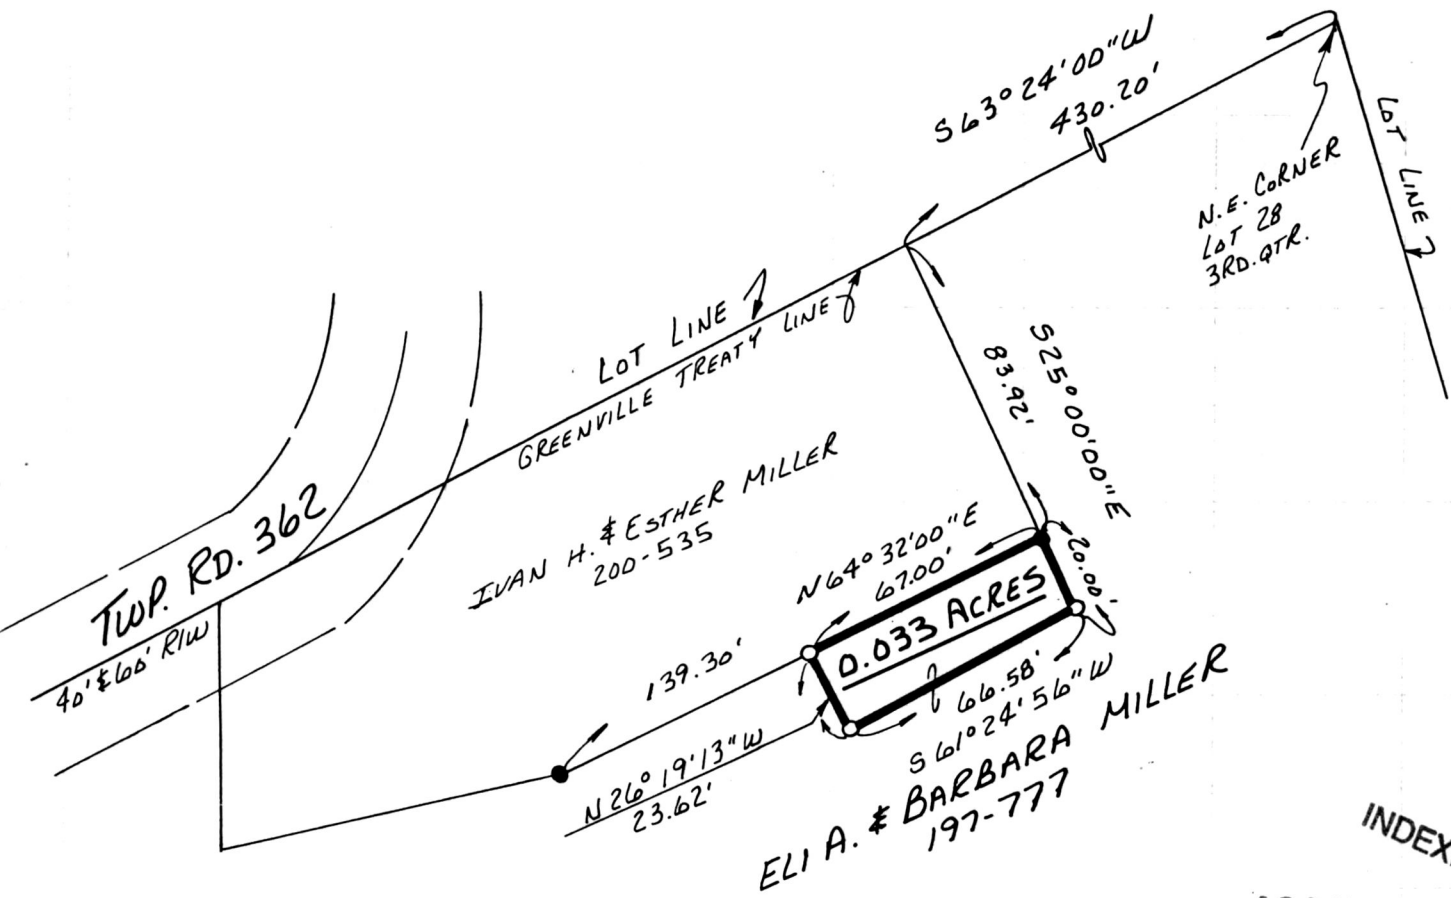 S63°24'00"W
430.20'
LOT LINE
N.E. CORNER
LOT 28
3RD. QTR.
LOT LINE
GREENVILLE TREATY LINE
S25°00'00"E
83.92'
TWP. RD. 362
40' & 60' R/W
IVAN H. & ESTHER MILLER
200-535
N64°32'00"E
67.00'
20.00'
0.033 ACRES
139.30'
66.58'
S61°24'56"W
N26°19'13"W
23.62'
ELI A. & BARBARA MILLER
197-777